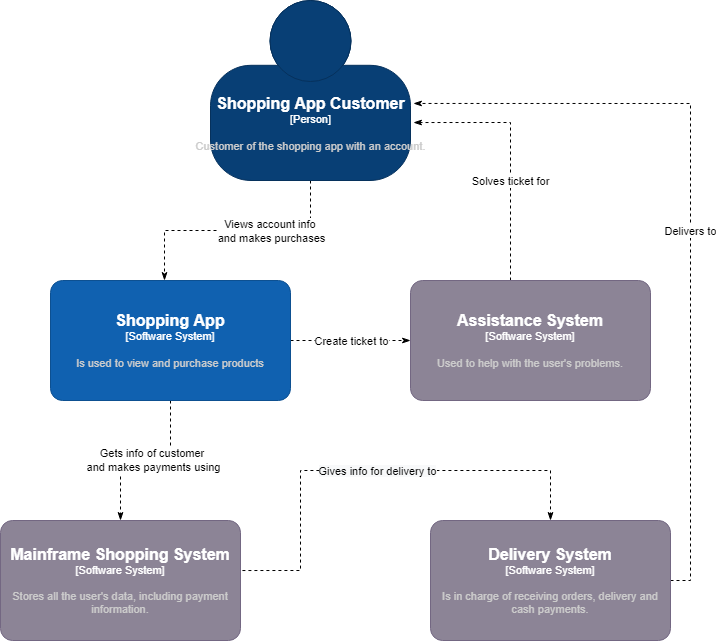 Shopping App Customer
[Person]
Customer of the shopping app with an account.
Solves ticket for
Views account info
and makes purchases
Delivers to
Shopping App
[Software System]
Is used to view and purchase products
Create ticket to
Assistance System
[Software System]
Used to help with the user's problems.
Gets info of customer
and makes payments using
Gives info for delivery to
Mainframe Shopping System
[Software System]
Stores all the user's data, including payment
information.
Delivery System
[Software System]
Is in charge of receiving orders, delivery and
cash payments.